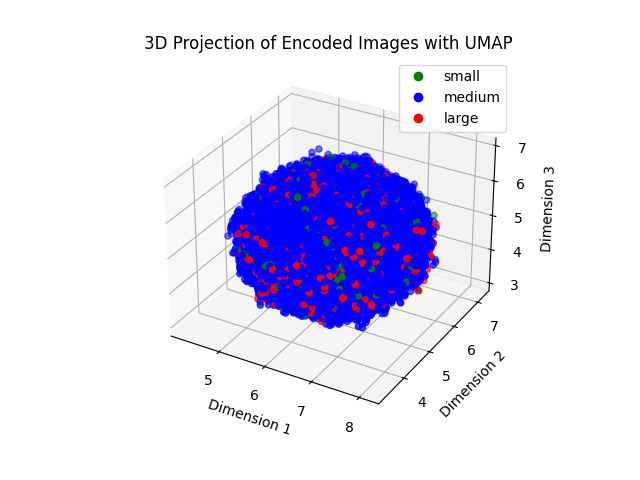 3D Projection of Encoded Images with UMAP
small
medium
large
7
6
5
4
3
Dimension 3
7
6
5
4
Dimension 2
5
6
7
8
Dimension 1